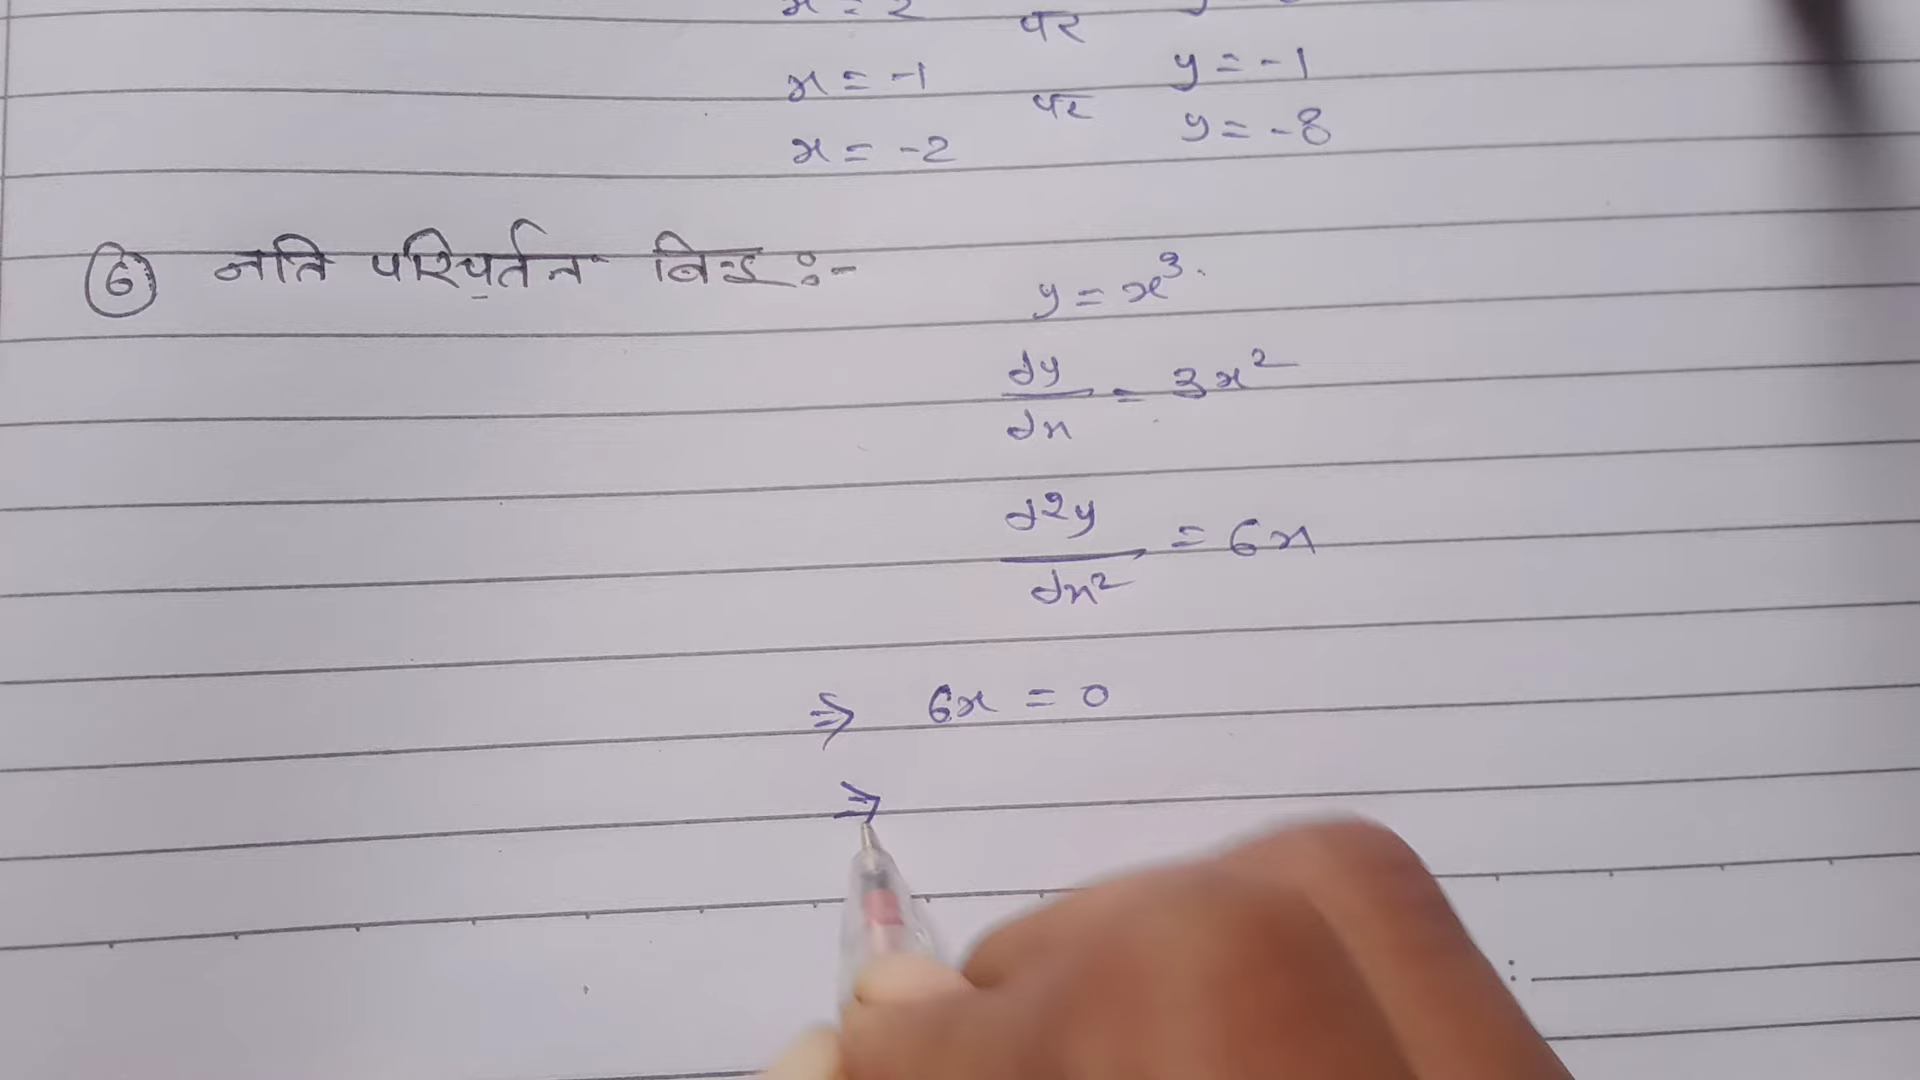 x = 2 पर
x = -1 पर y = -1
x = -2 y = -8
⑥ नति परिवर्तन बिन्दु :- y = x³.
dy/dx = 3x²
d²y/dx² = 6x
⇒ 6x = 0
⇒